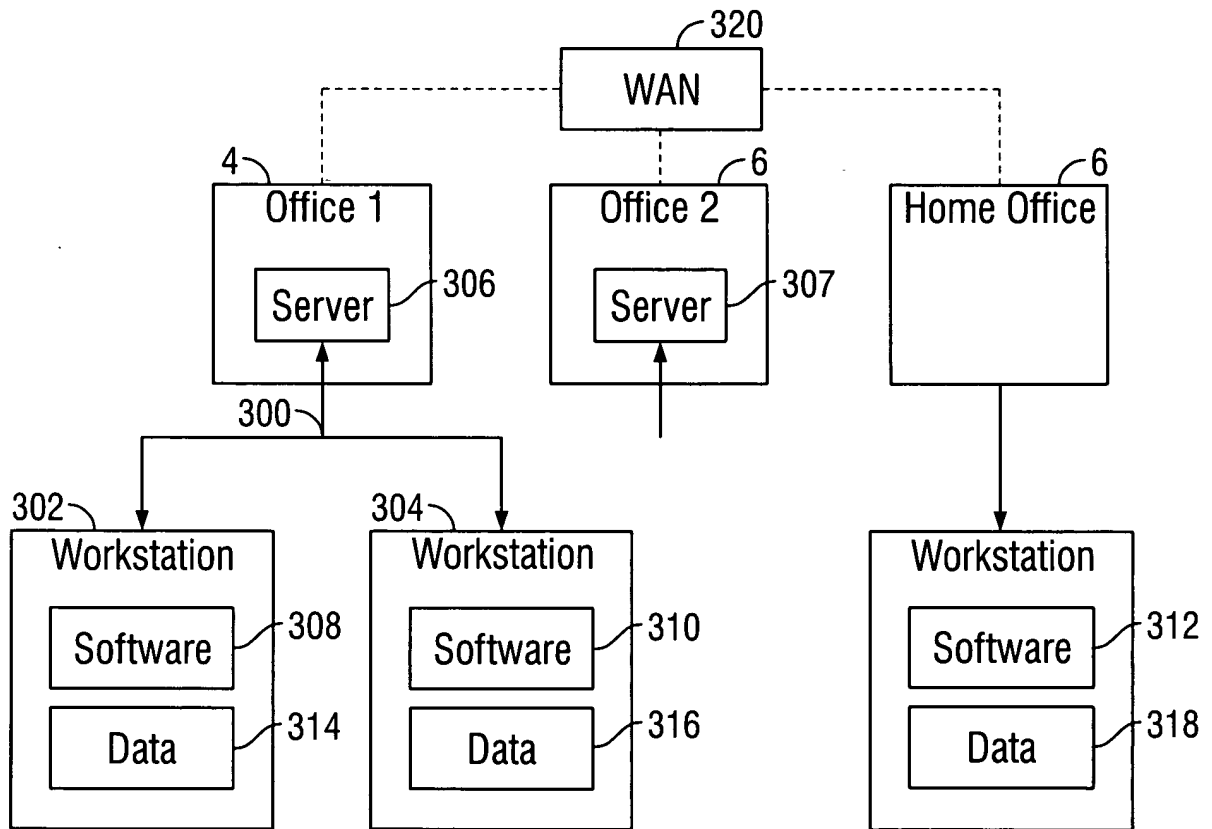 320
WAN
4
Office 1
6
Office 2
6
Home Office
Server
306
Server
307
300
302
Workstation
304
Workstation
Workstation
Software
308
Software
310
Software
312
Data
314
Data
316
Data
318